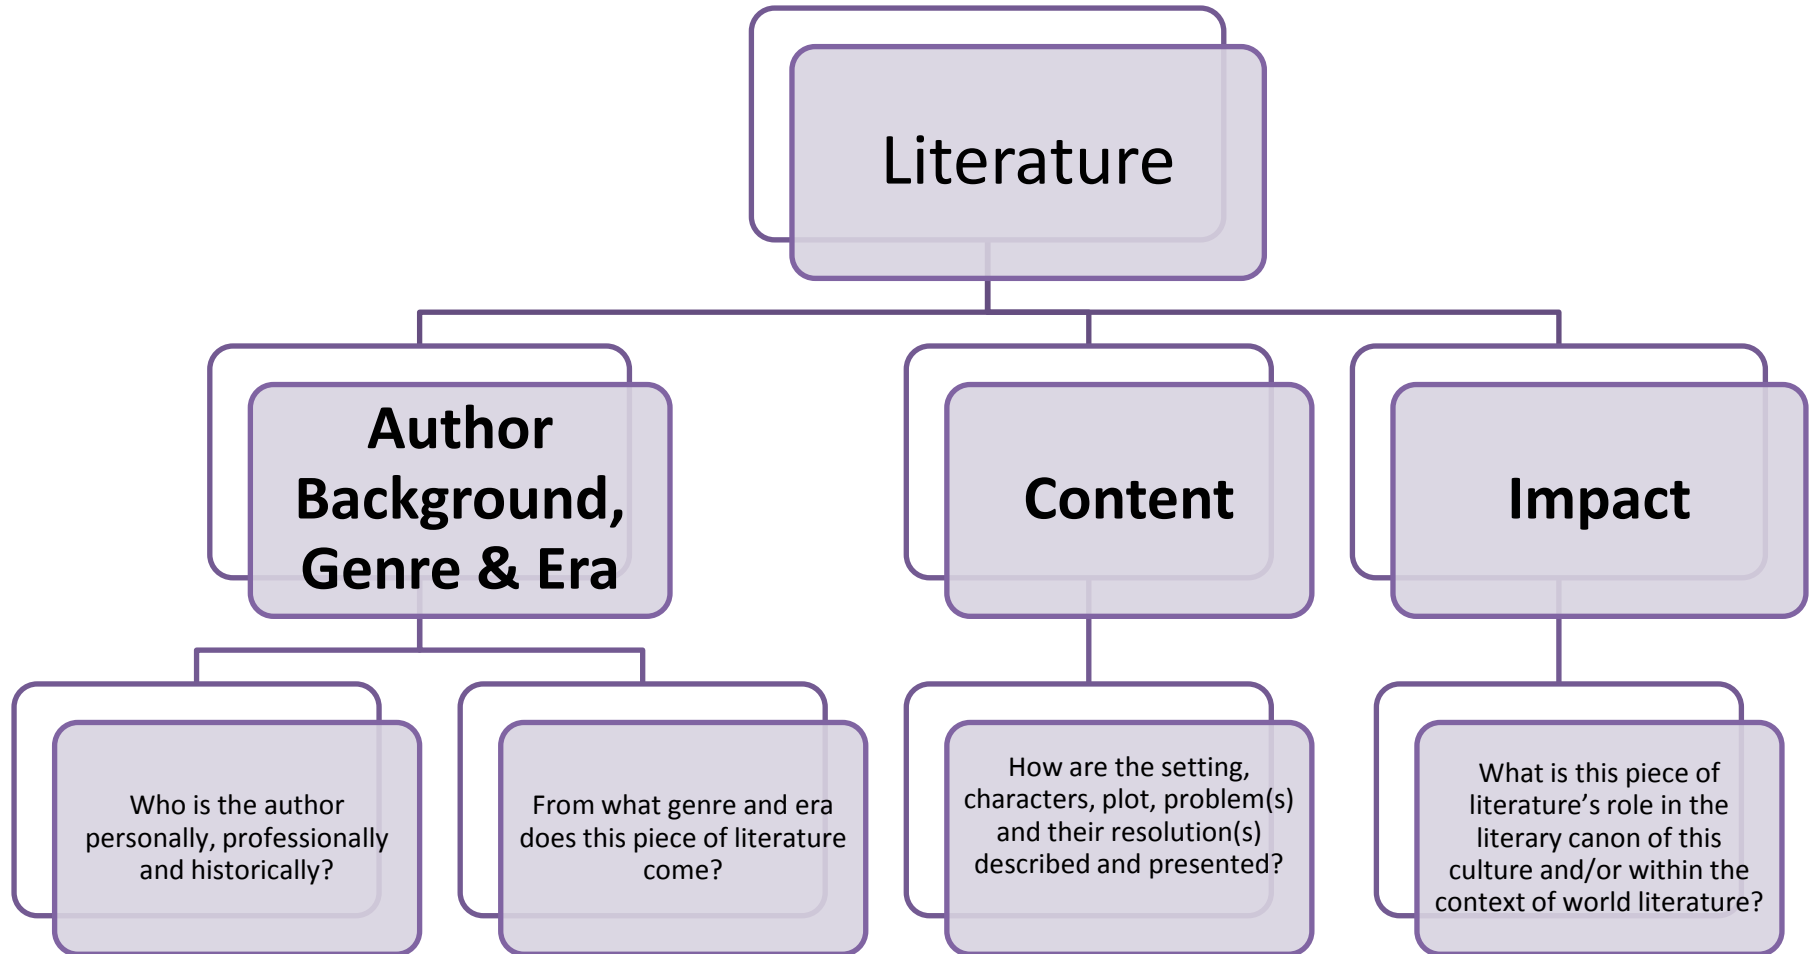 Literature
Author
Background,
Genre & Era
Content
Impact
Who is the author
personally, professionally
and historically?
From what genre and era
does this piece of literature
come?
How are the setting,
characters, plot, problem(s)
and their resolution(s)
described and presented?
What is this piece of
literature’s role in the
literary canon of this
culture and/or within the
context of world literature?